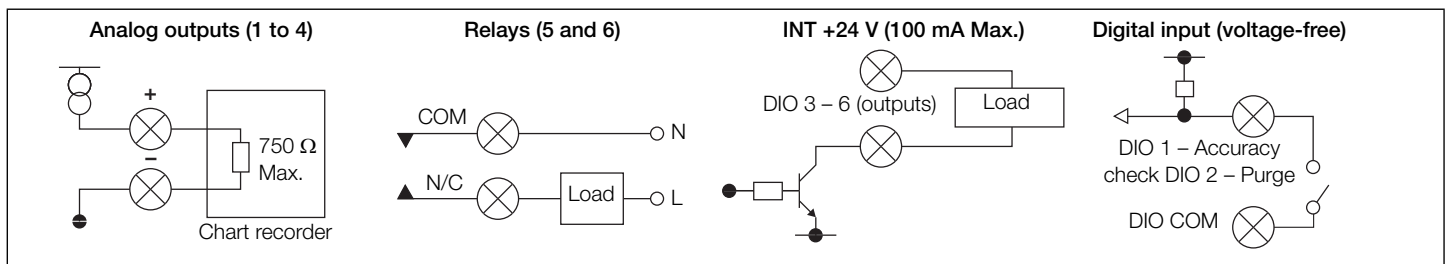 Analog outputs (1 to 4)
+
–
750 Ω
Max.
Chart recorder
Relays (5 and 6)
COM
N
N/C
Load
L
INT +24 V (100 mA Max.)
DIO 3 – 6 (outputs)
Load
Digital input (voltage-free)
DIO 1 – Accuracy
check DIO 2 – Purge
DIO COM